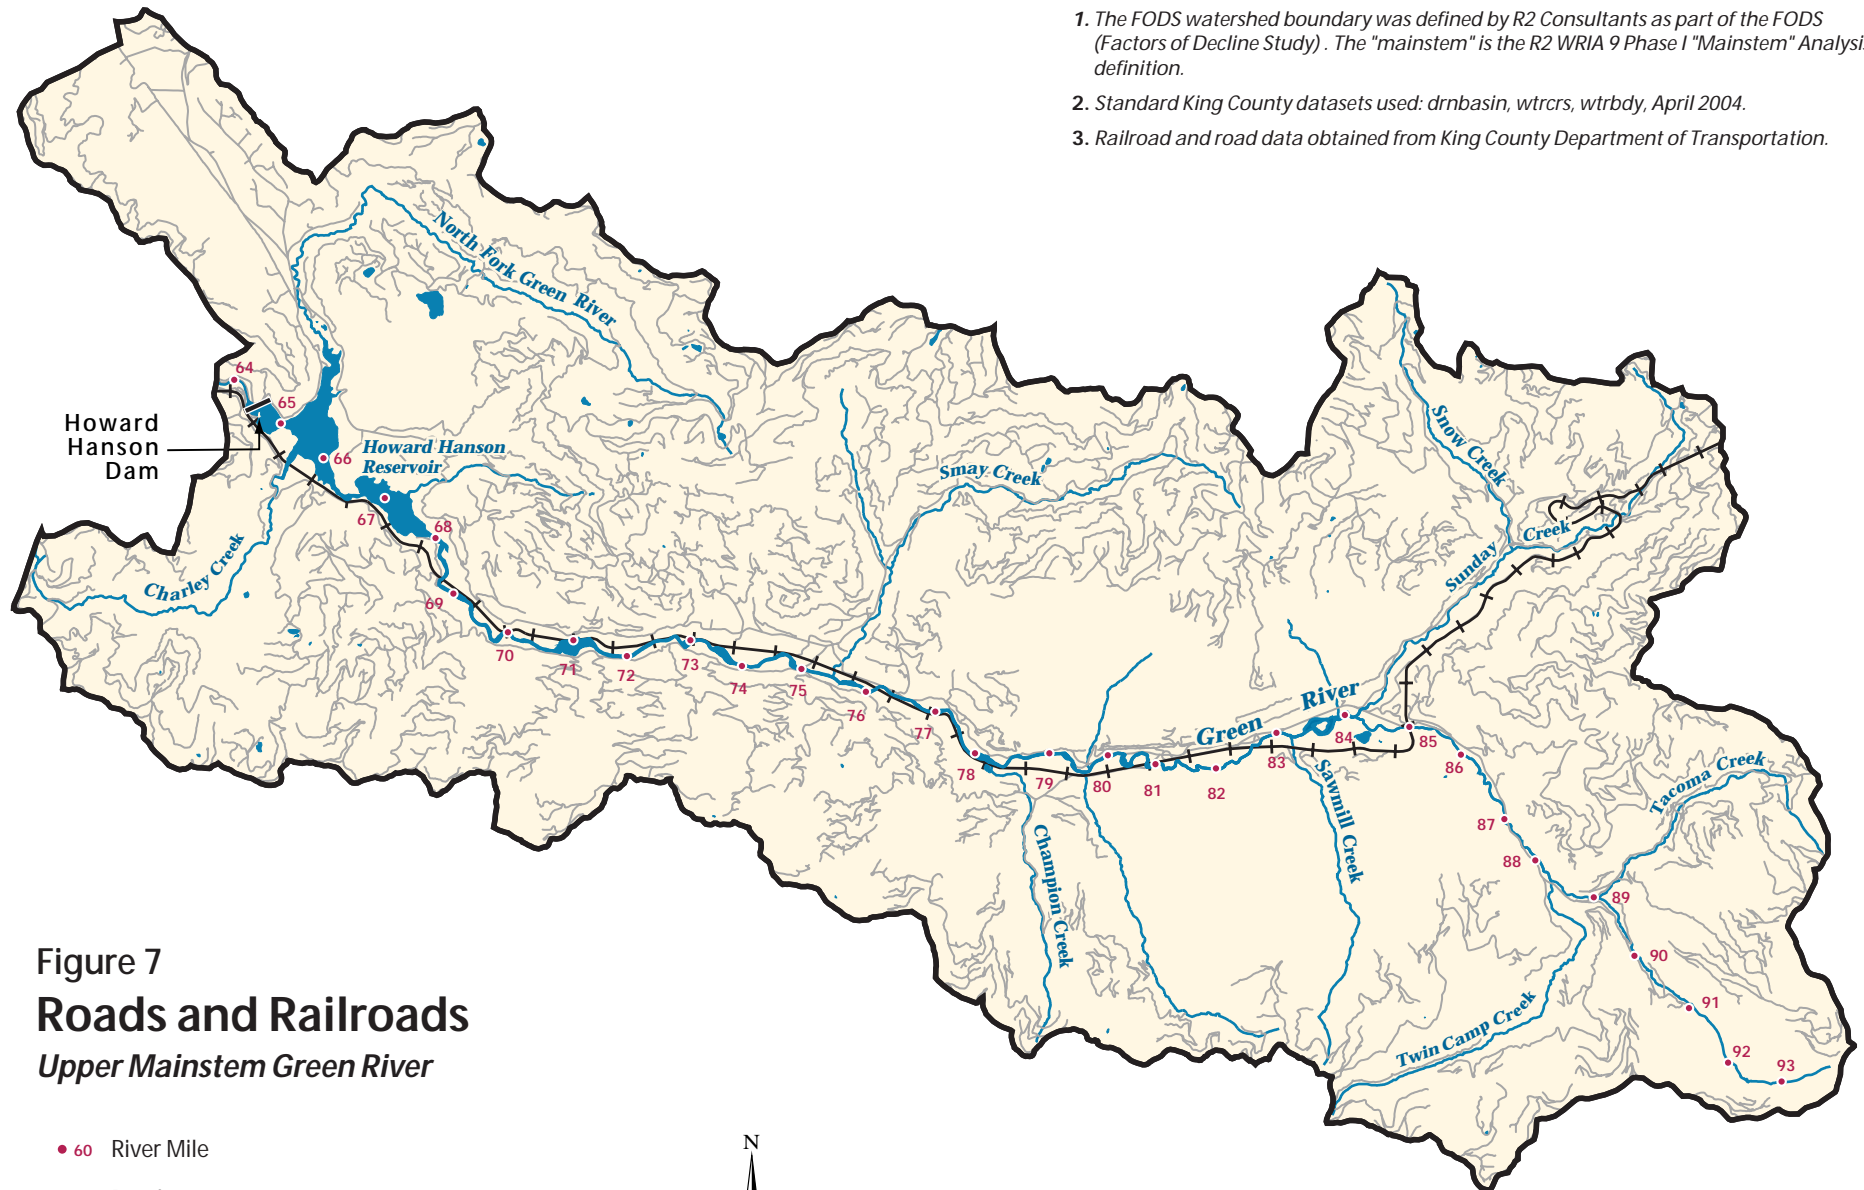 1. The FODS watershed boundary was defined by R2 Consultants as part of the FODS
(Factors of Decline Study) . The "mainstem" is the R2 WRIA 9 Phase I "Mainstem"
definition.
2. Standard King County datasets used: drnbasin, wtrcrs, wtrbdy, April 2004.
3. Railroad and road data obtained from King County Department of Transportation.
North Fork Green River
64
65
Howard
Hanson
Dam
66
Howard Hanson
Reservoir
67
68
69
Charley Creek
Smay Creek
Snow Creek
Sunday Creek
70
71
72
73
74
75
76
77
78
79
80
81
82
83
84
85
86
87
88
89
90
91
92
93
Green River
Sawmill Creek
Champion Creek
Tacoma Creek
Twin Camp Creek
Figure 7
Roads and Railroads
Upper Mainstem Green River
60 River Mile
N